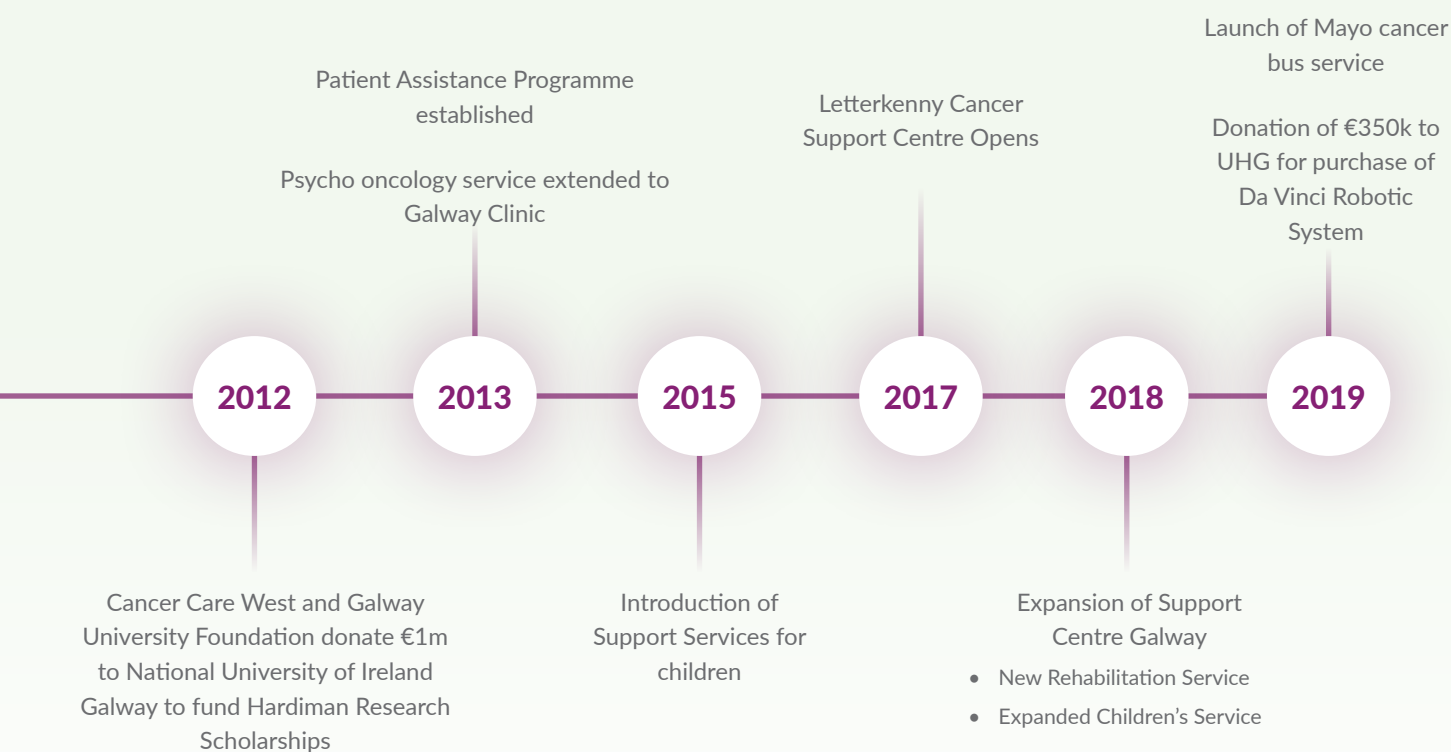 Launch of Mayo cancer
bus service
Patient Assistance Programme
established
Letterkenny Cancer
Support Centre Opens
Donation of €350k to
UHG for purchase of
Da Vinci Robotic
System
Psycho oncology service extended to
Galway Clinic
2012
2013
2015
2017
2018
2019
Cancer Care West and Galway
University Foundation donate €1m
to National University of Ireland
Galway to fund Hardiman Research
Scholarships
Introduction of
Support Services for
children
Expansion of Support
Centre Galway
• New Rehabilitation Service
• Expanded Children’s Service